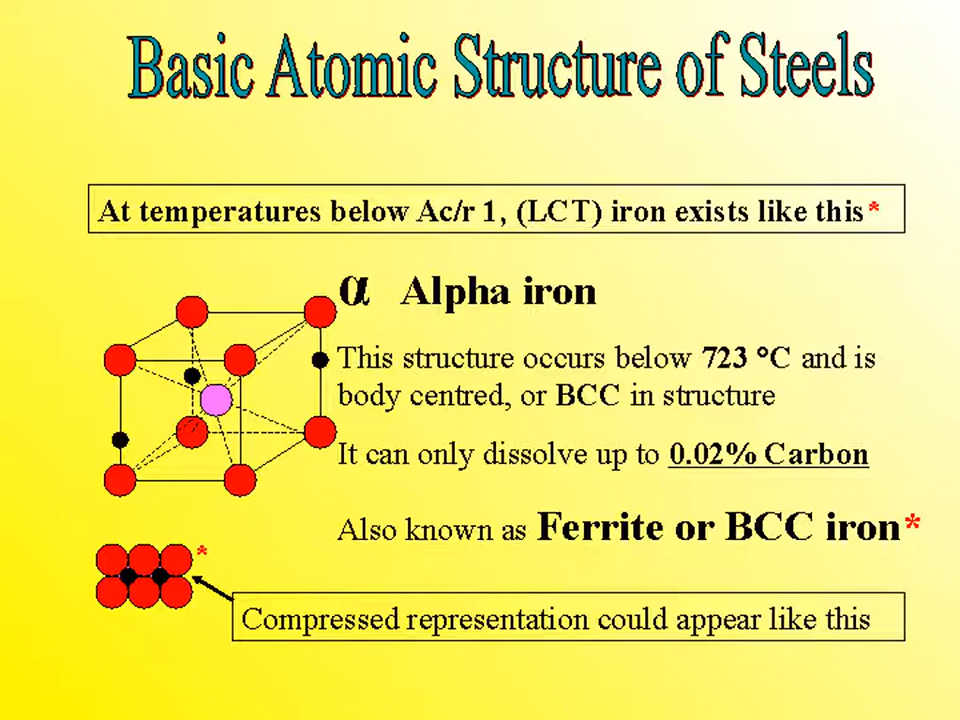 Basic Atomic Structure of Steels
At temperatures below Ac/r 1, (LCT) iron exists like this*
α Alpha iron
This structure occurs below 723 °C and is
body centred, or BCC in structure
It can only dissolve up to 0.02% Carbon
Also known as Ferrite or BCC iron*
*
Compressed representation could appear like this